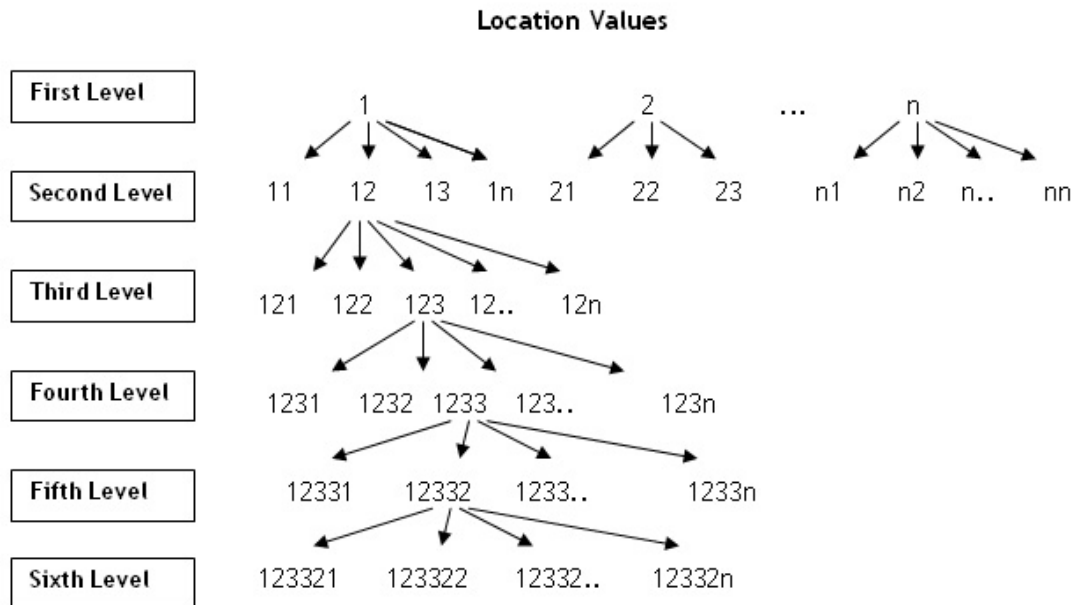 Location Values
First Level 1 2 ... n
Second Level 11 12 13 1n 21 22 23 n1 n2 n.. nn
Third Level 121 122 123 12.. 12n
Fourth Level 1231 1232 1233 123.. 123n
Fifth Level 12331 12332 1233.. 1233n
Sixth Level 123321 123322 12332.. 12332n